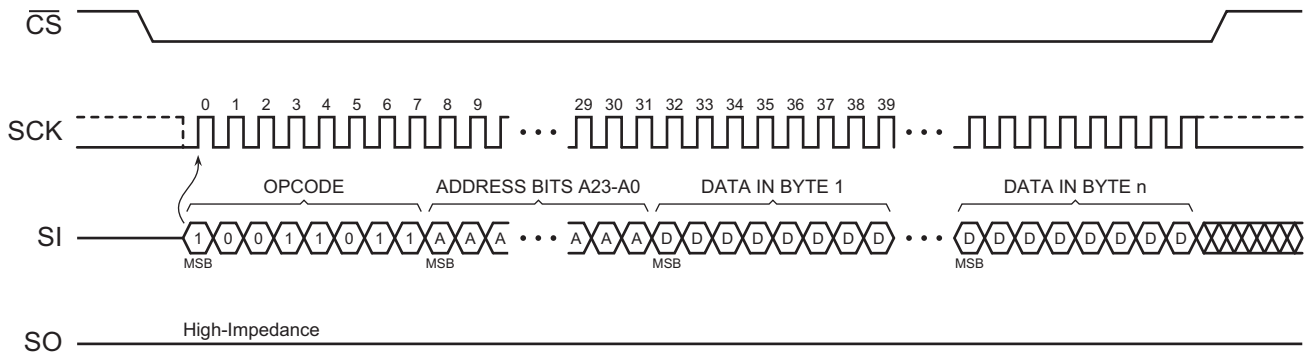 CS
0 1 2 3 4 5 6 7 8 9 29 30 31 32 33 34 35 36 37 38 39
SCK
OPCODE ADDRESS BITS A23-A0 DATA IN BYTE 1 DATA IN BYTE n
SI 1 0 0 1 1 0 1 1 A A A A A A D D D D D D D D D D D D D D D D
MSB MSB MSB MSB
High-Impedance
SO